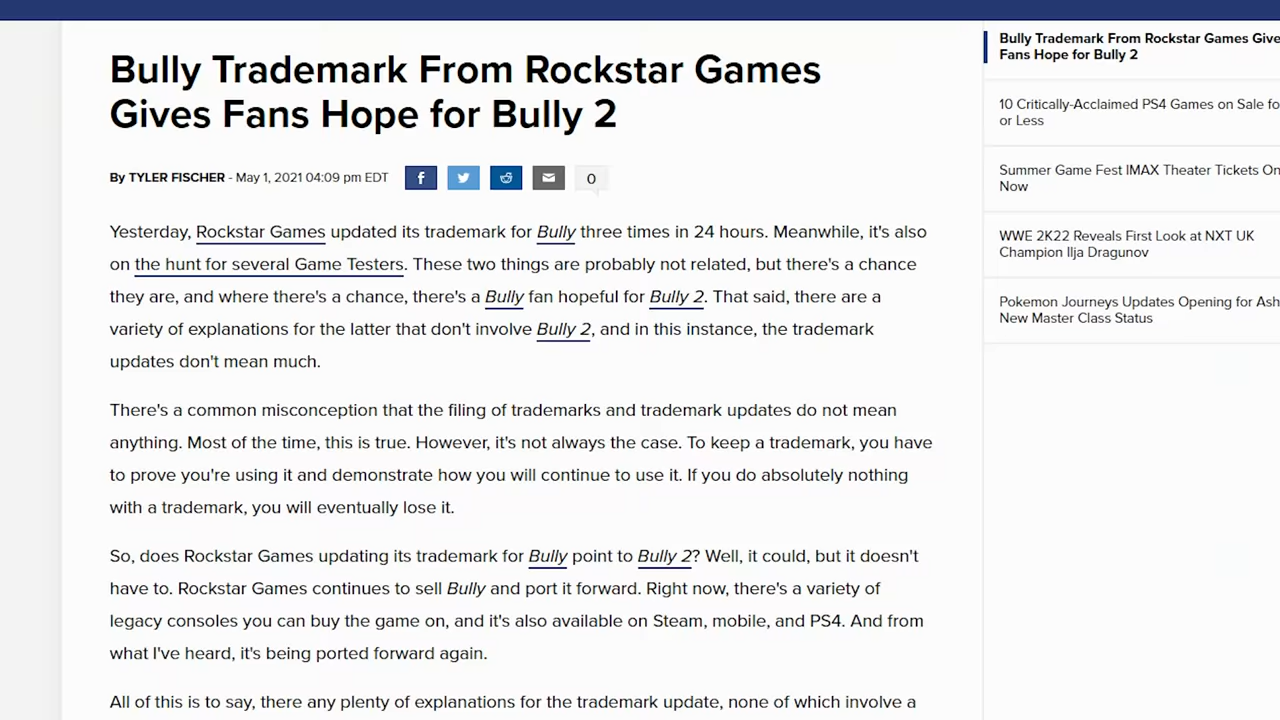 Bully Trademark From Rockstar Games
Gives Fans Hope for Bully 2
By TYLER FISCHER - May 1, 2021 04:09 pm EDT
0
Yesterday, Rockstar Games updated its trademark for Bully three times in 24 hours. Meanwhile, it's also
on the hunt for several Game Testers. These two things are probably not related, but there's a chance
they are, and where there's a chance, there's a Bully fan hopeful for Bully 2. That said, there are a
variety of explanations for the latter that don't involve Bully 2, and in this instance, the trademark
updates don't mean much.
There's a common misconception that the filing of trademarks and trademark updates do not mean
anything. Most of the time, this is true. However, it's not always the case. To keep a trademark, you have
to prove you're using it and demonstrate how you will continue to use it. If you do absolutely nothing
with a trademark, you will eventually lose it.
So, does Rockstar Games updating its trademark for Bully point to Bully 2? Well, it could, but it doesn't
have to. Rockstar Games continues to sell Bully and port it forward. Right now, there's a variety of
legacy consoles you can buy the game on, and it's also available on Steam, mobile, and PS4. And from
what I've heard, it's being ported forward again.
All of this is to say, there any plenty of explanations for the trademark update, none of which involve a
Bully Trademark From Rockstar Games Give
Fans Hope for Bully 2
10 Critically-Acclaimed PS4 Games on Sale fo
or Less
Summer Game Fest IMAX Theater Tickets On
Now
WWE 2K22 Reveals First Look at NXT UK
Champion Ilja Dragunov
Pokemon Journeys Updates Opening for Ash
New Master Class Status